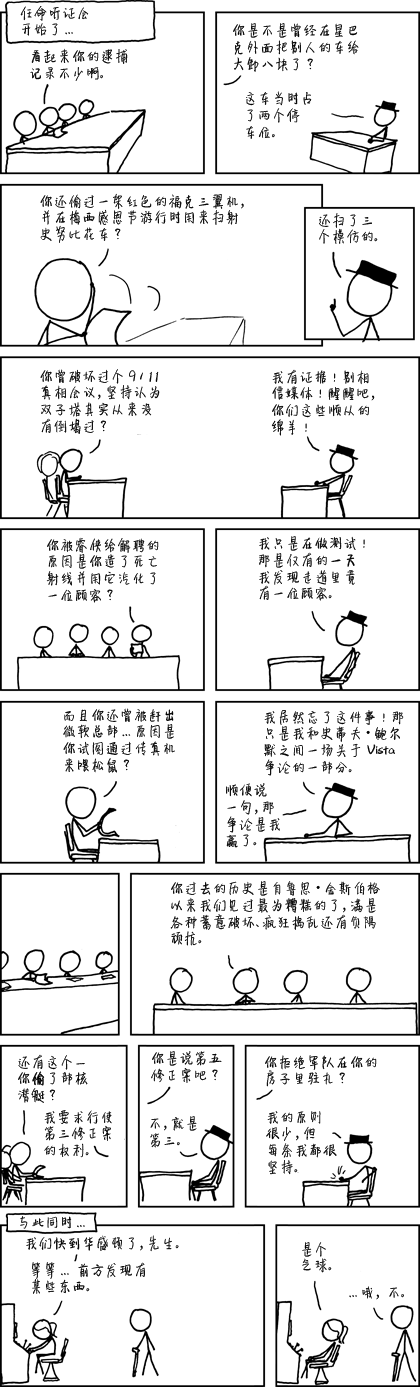 任命听证会
开始了...
看起来你的逮捕
记录不少啊。
你是不是曾经在星巴
克外面把别人的车给
大卸八块了？
这车当时占
了两个停
车位。
你还偷过一架红色的福克三翼机，
并在梅西感恩节游行时用来扫射
史努比花车？
还扫了三
个模仿的。
你曾破坏过个9/11
真相会议，坚持认为
双子塔其实从来没
有倒塌过？
我有证据！别相
信媒体！醒醒吧，
你们这些顺从的
绵羊！
你被睿侠给解聘的
原因是你造了死亡
射线并用它汽化了
一位顾客？
我只是在做测试！
那是仅有的一天
我发现走道里竟
有一位顾客。
而且你还曾被赶出
微软总部...原因是
你试图通过传真机
来喂松鼠？
我居然忘了这件事！那
只是我和史蒂夫·鲍尔
默之间一场关于 Vista
争论的一部分。
顺便说
一句，那
争论是我
赢了。
你过去的历史是自鲁思·金斯伯格
以来我们见过最为糟糕的了，满是
各种蓄意破坏、疯狂捣乱还有负隅
顽抗。
还有这个一
你偷了部核
潜艇？
我要求行使
第三修正案
的权利。
你是说第五
修正案吧？
不，就是
第三。
你拒绝军队在你的
房子里驻扎？
我的原则
很少，但
每条我都很
坚持。
与此同时...
我们快到华盛顿了，先生。
等等...前方发现有
某些东西。
是个
气球。
...哦，不。